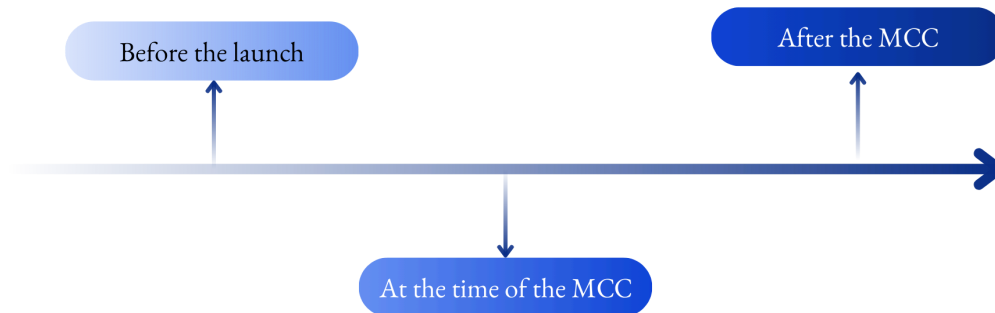 Before the launch
At the time of the MCC
After the MCC